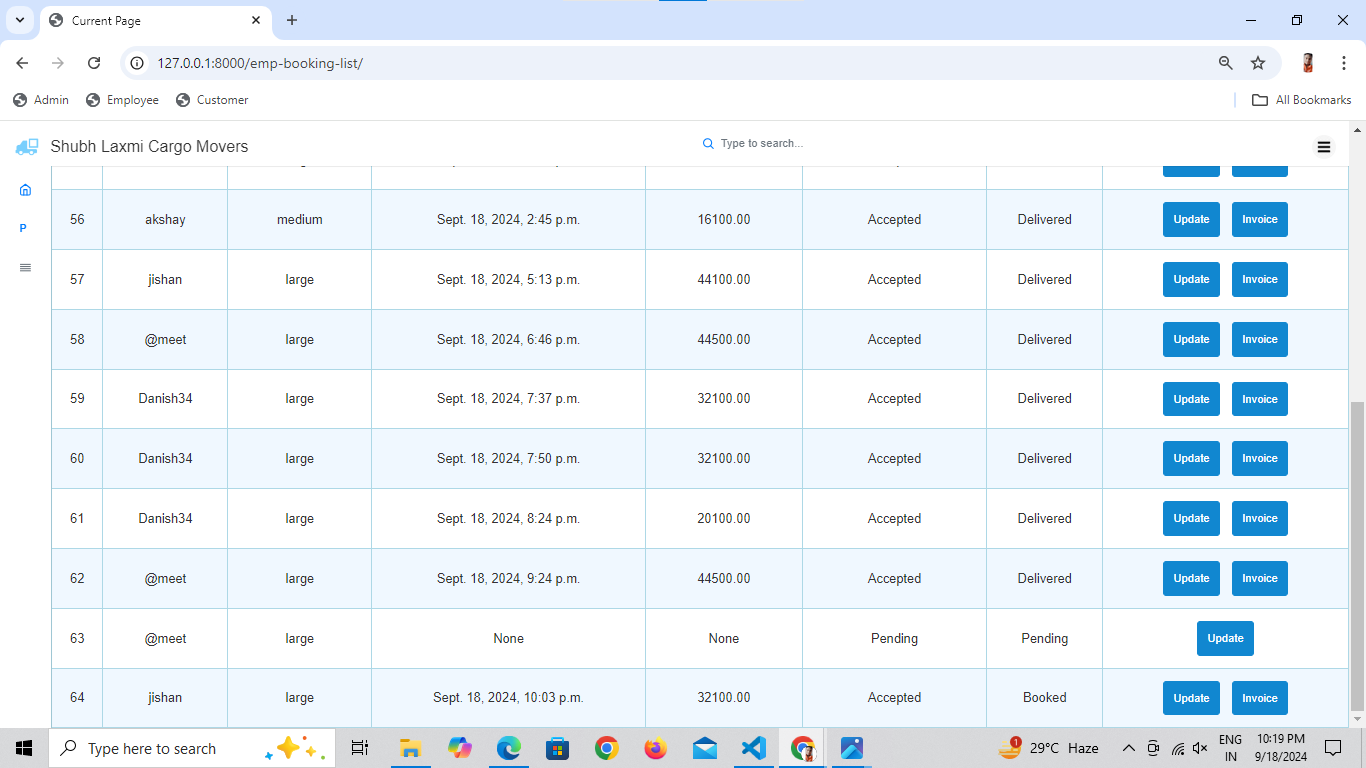 Current Page
127.0.0.1:8000/emp-booking-list/
Admin Employee Customer All Bookmarks
Shubh Laxmi Cargo Movers Type to search...
P
56 akshay medium Sept. 18, 2024, 2:45 p.m. 16100.00 Accepted Delivered Update Invoice
57 jishan large Sept. 18, 2024, 5:13 p.m. 44100.00 Accepted Delivered Update Invoice
58 @meet large Sept. 18, 2024, 6:46 p.m. 44500.00 Accepted Delivered Update Invoice
59 Danish34 large Sept. 18, 2024, 7:37 p.m. 32100.00 Accepted Delivered Update Invoice
60 Danish34 large Sept. 18, 2024, 7:50 p.m. 32100.00 Accepted Delivered Update Invoice
61 Danish34 large Sept. 18, 2024, 8:24 p.m. 20100.00 Accepted Delivered Update Invoice
62 @meet large Sept. 18, 2024, 9:24 p.m. 44500.00 Accepted Delivered Update Invoice
63 @meet large None None Pending Pending Update
64 jishan large Sept. 18, 2024, 10:03 p.m. 32100.00 Accepted Booked Update Invoice
Type here to search 1 29°C Haze ENG 10:19 PM
IN 9/18/2024